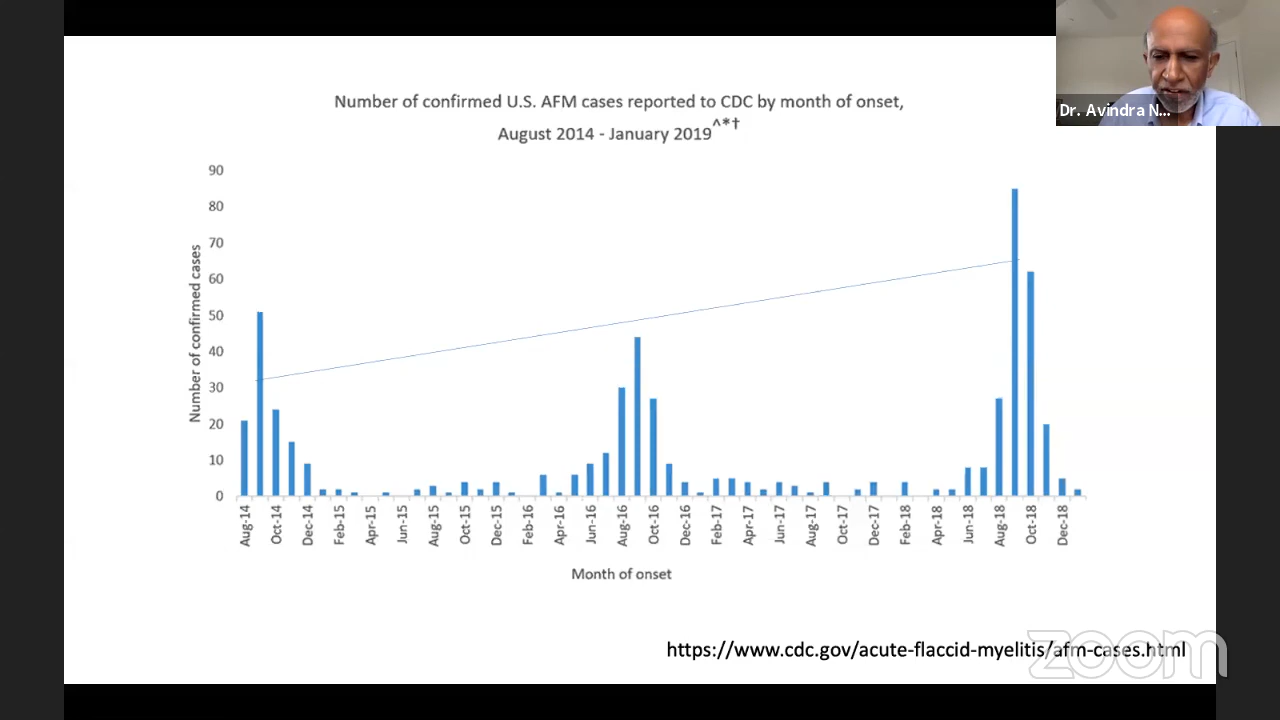 Dr. Avindra N...
Number of confirmed U.S. AFM cases reported to CDC by month of onset,
August 2014 - January 2019^*†
Number of confirmed cases
90
80
70
60
50
40
30
20
10
0
Aug-14
Oct-14
Dec-14
Feb-15
Apr-15
Jun-15
Aug-15
Oct-15
Dec-15
Feb-16
Apr-16
Jun-16
Aug-16
Oct-16
Dec-16
Feb-17
Apr-17
Jun-17
Aug-17
Oct-17
Dec-17
Feb-18
Apr-18
Jun-18
Aug-18
Oct-18
Dec-18
Month of onset
https://www.cdc.gov/acute-flaccid-myelitis/afm-cases.html
zoom